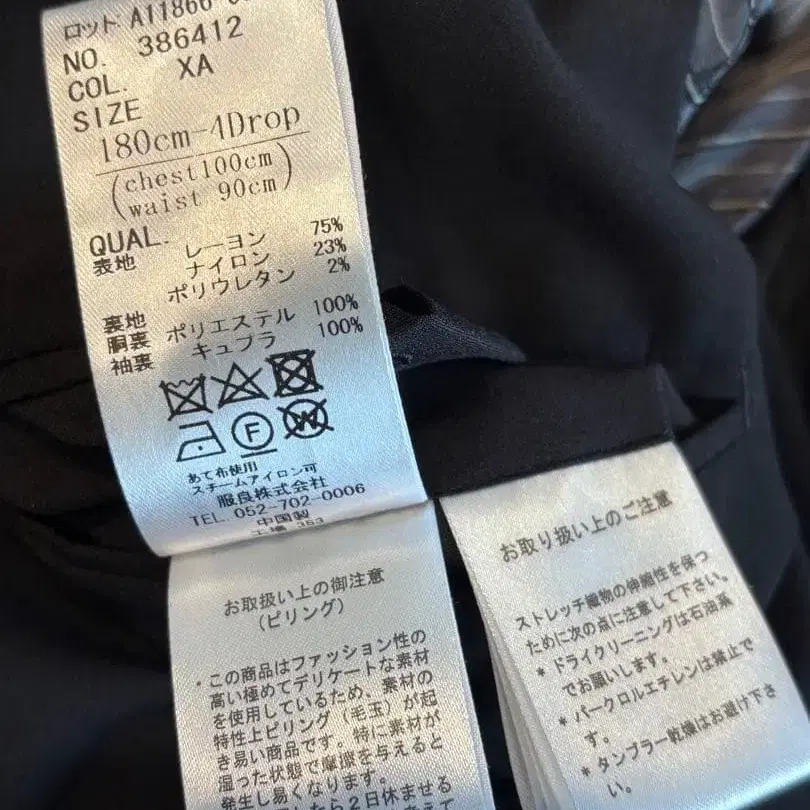 ロット A11866
NO. 386412
COL. XA
SIZE
180cm-4Drop
(chest100cm
waist 90cm)
QUAL.
表地 レーヨン 75%
ナイロン 23%
ポリウレタン 2%
裏地
胴裏 ポリエステル 100%
袖裏 キュプラ 100%
F W
あて布使用
スチームアイロン可
服良株式会社
TEL. 052-702-0006
中国製
工場 353
お取扱い上の御注意
(ピリング)
・この商品はファッション性の
高い極めてデリケートな素材
を使用しているため、素材の
特性上ピリング(毛玉)が起
き易い商品です。特に素材が
湿った状態で摩擦を与えると
発生し易くなります。
したら2日休ませる
お取り扱い上のご注意
ストレッチ織物の伸縮性を保つ
ために次の点に注意して下さい。
* ドライクリーニングは石油系
でお願いします。
* パークロルエチレンは禁止で
す。
* タンブラー乾燥はお避け下さ
い。